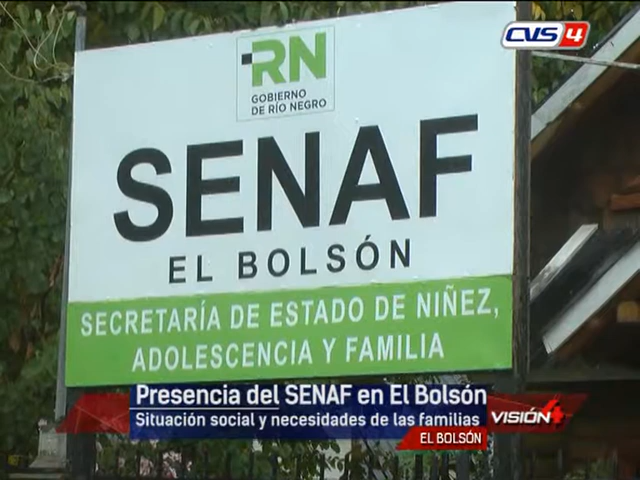 CVS 4
RN
GOBIERNO
DE RÍO NEGRO
SENAF
EL BOLSÓN
SECRETARÍA DE ESTADO DE NIÑEZ,
ADOLESCENCIA Y FAMILIA
Presencia del SENAF en El Bolsón
Situación social y necesidades de las familias
VISIÓN 4
EL BOLSÓN